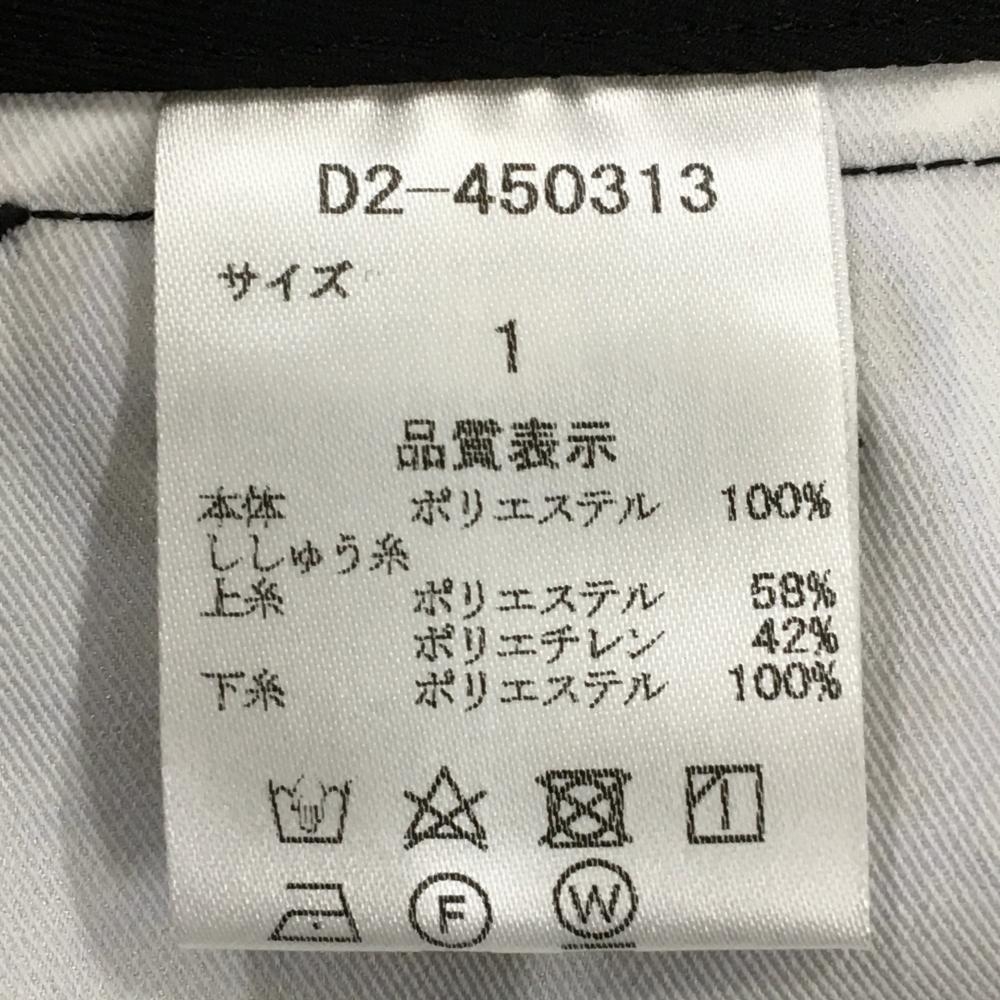 D2-450313
サイズ
1
品質表示
本体 ポリエステル 100%
ししゅう糸
上糸 ポリエステル 58%
ポリエチレン 42%
下糸 ポリエステル 100%
F W